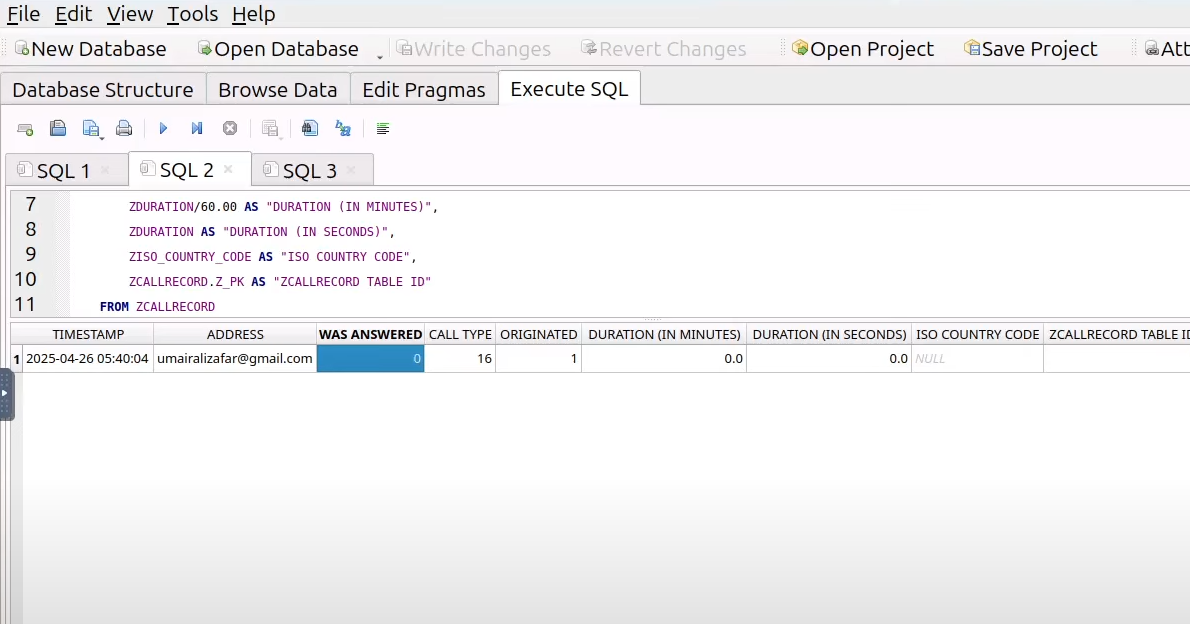 File Edit View Tools Help
New Database Open Database Write Changes Revert Changes Open Project Save Project
Database Structure Browse Data Edit Pragmas Execute SQL
SQL 1 SQL 2 SQL 3
7 ZDURATION/60.00 AS "DURATION (IN MINUTES)",
8 ZDURATION AS "DURATION (IN SECONDS)",
9 ZISO_COUNTRY_CODE AS "ISO COUNTRY CODE",
10 ZCALLRECORD.Z_PK AS "ZCALLRECORD TABLE ID"
11 FROM ZCALLRECORD
TIMESTAMP ADDRESS WAS ANSWERED CALL TYPE ORIGINATED DURATION (IN MINUTES) DURATION (IN SECONDS) ISO COUNTRY CODE ZCALLRECORD TABLE
1 2025-04-26 05:40:04 umairalizafar@gmail.com 0 16 1 0.0 0.0 NULL